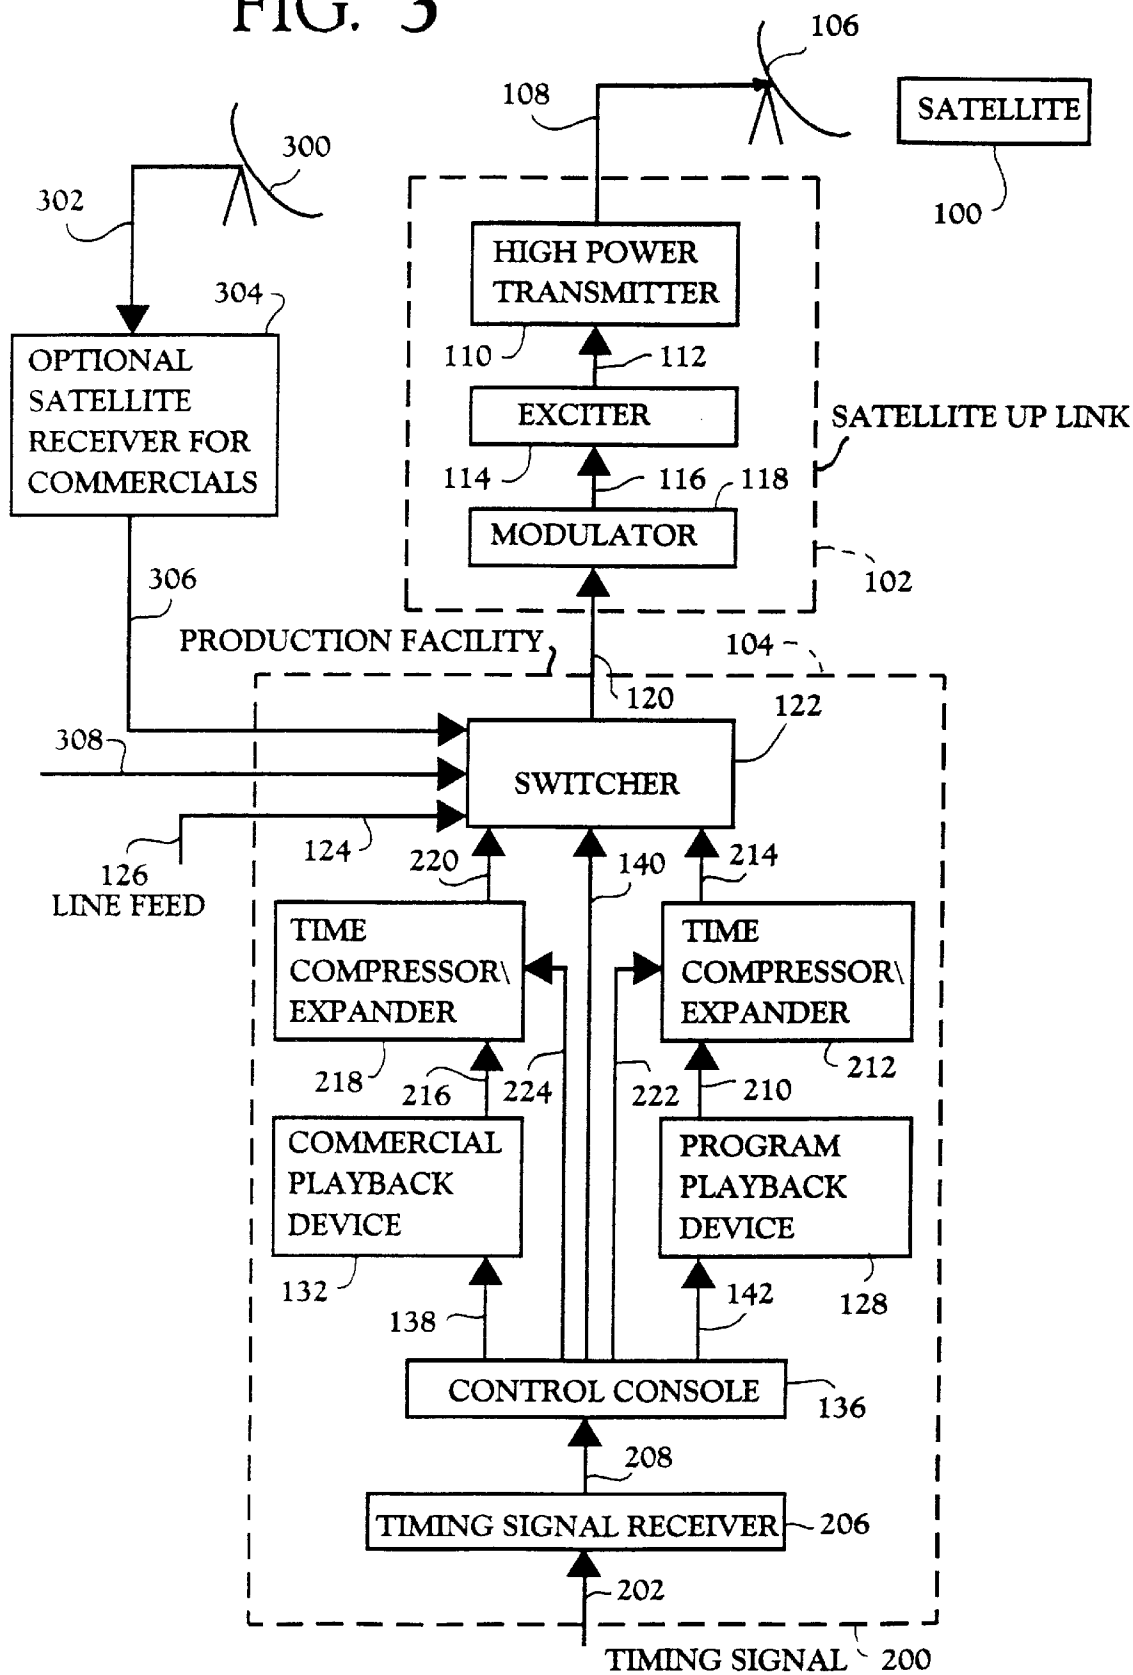 FIG. 3
106
108
SATELLITE
100
300
302
HIGH POWER
TRANSMITTER
304
110
112
OPTIONAL
SATELLITE
RECEIVER FOR
COMMERCIALS
EXCITER
SATELLITE UP LINK
114
116
118
MODULATOR
102
306
PRODUCTION FACILITY
104
120
122
308
SWITCHER
126
LINE FEED
124
220
140
214
TIME
COMPRESSOR\
EXPANDER
TIME
COMPRESSOR\
EXPANDER
218
216
224
222
210
212
COMMERCIAL
PLAYBACK
DEVICE
PROGRAM
PLAYBACK
DEVICE
132
138
142
128
CONTROL CONSOLE
136
208
TIMING SIGNAL RECEIVER
206
202
TIMING SIGNAL
200